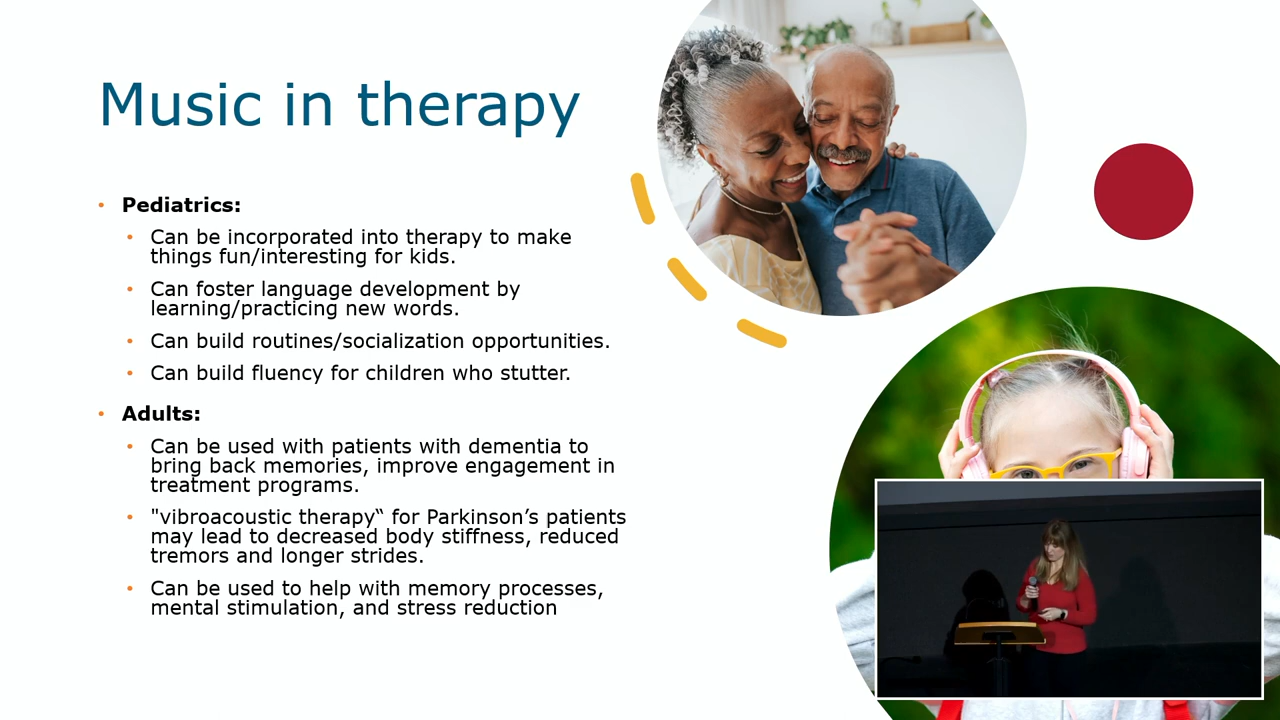 Music in therapy
• Pediatrics:
• Can be incorporated into therapy to make
things fun/interesting for kids.
• Can foster language development by
learning/practicing new words.
• Can build routines/socialization opportunities.
• Can build fluency for children who stutter.
• Adults:
• Can be used with patients with dementia to
bring back memories, improve engagement in
treatment programs.
• "vibroacoustic therapy“ for Parkinson’s patients
may lead to decreased body stiffness, reduced
tremors and longer strides.
• Can be used to help with memory processes,
mental stimulation, and stress reduction